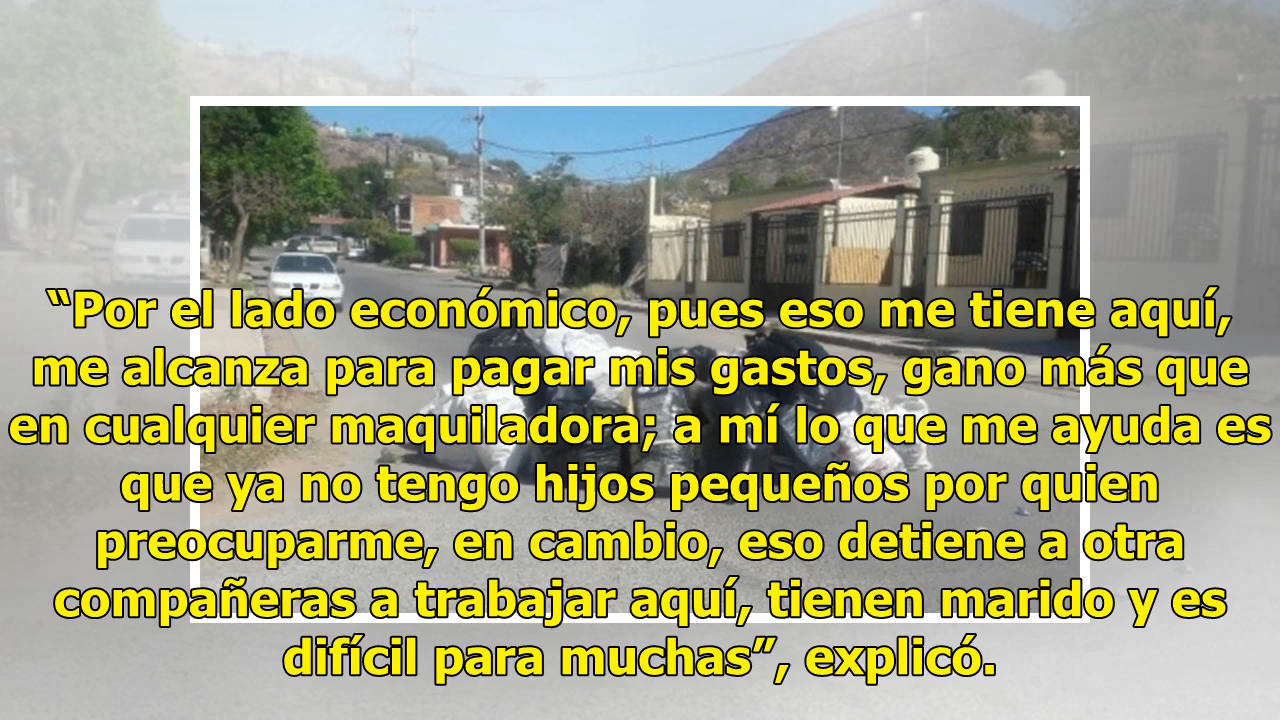 “Por el lado económico, pues eso me tiene aquí,
me alcanza para pagar mis gastos, gano más que
en cualquier maquiladora; a mí lo que me ayuda es
que ya no tengo hijos pequeños por quien
preocuparme, en cambio, eso detiene a otra
compañeras a trabajar aquí, tienen marido y es
difícil para muchas”, explicó.